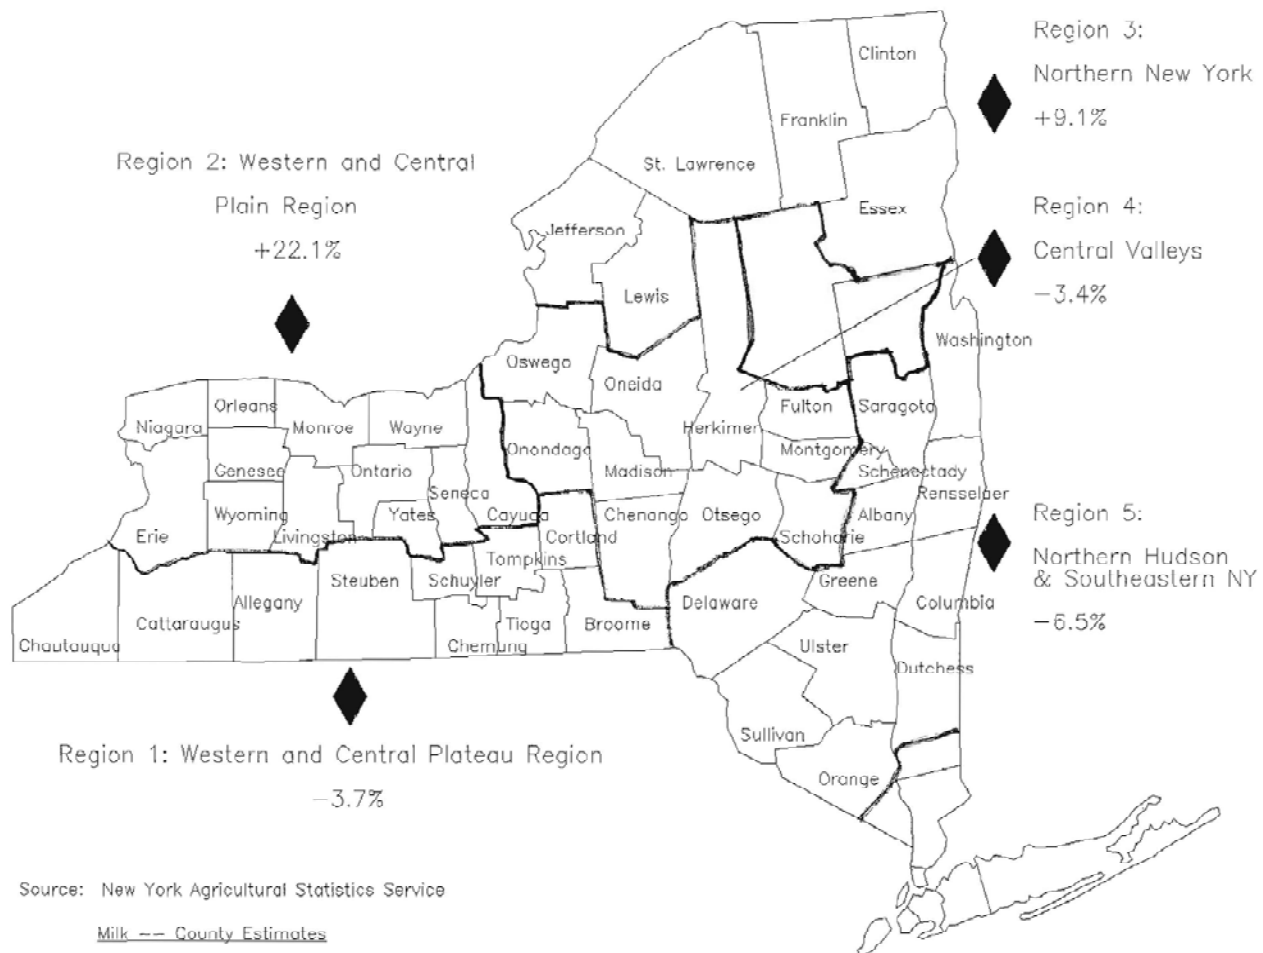 Region 3:
Northern New York
+9.1%
Region 2: Western and Central
Plain Region
+22.1%
Region 4:
Central Valleys
−3.4%
Region 5:
Northern Hudson
& Southeastern NY
−6.5%
Clinton
Franklin
St. Lawrence
Essex
Jefferson
Lewis
Washington
Oswego
Oneida
Orleans
Fulton
Saratoga
Niagara
Monroe
Wayne
Herkimer
Onondaga
Montgomery
Genesee
Ontario
Madison
Schenectady
Seneca
Rensselaer
Wyoming
Yates
Cayuga
Chenango
Otsego
Albany
Erie
Livingston
Cortland
Schoharie
Tompkins
Steuben
Schuyler
Greene
Allegany
Delaware
Columbia
Cattaraugus
Tioga
Broome
Chautauqua
Chemung
Ulster
Dutchess
Sullivan
Orange
Region 1: Western and Central Plateau Region
−3.7%
Source: New York Agricultural Statistics Service
Milk −− County Estimates